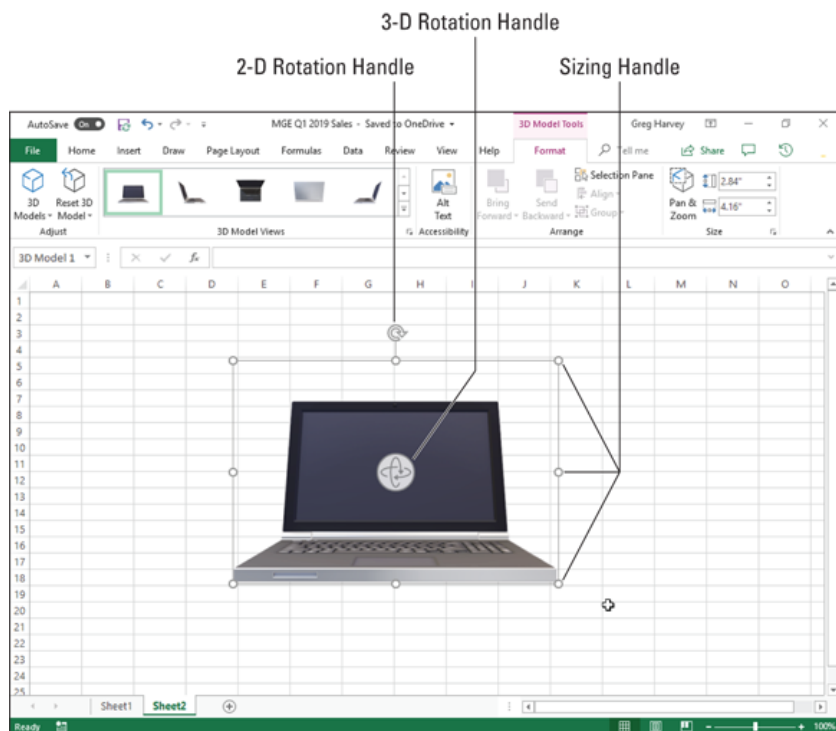 3-D Rotation Handle
2-D Rotation Handle Sizing Handle
AutoSave On MGE Q1 2019 Sales - Saved to OneDrive 3D Model Tools Greg Harvey
File Home Insert Draw Page Layout Formulas Data Review View Help Format Tell me Share
3D Models Reset 3D Model
Alt Text
Bring Forward Send Backward
Selection Pane
Align
Group
Pan & Zoom
2.84"
4.16"
Adjust 3D Model Views Accessibility Arrange Size
3D Model 1 fx
A B C D E F G H I J K L M N O
1
2
3
4
5
6
7
8
9
10
11
12
13
14
15
16
17
18
19
20
21
22
23
24
25
Sheet1 Sheet2
Ready 100%